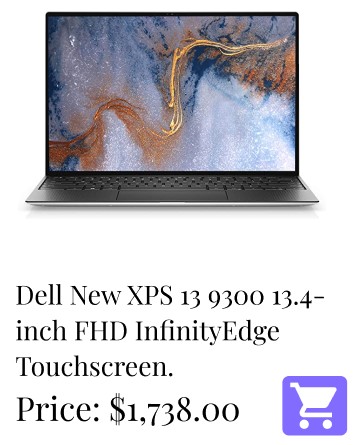 Dell New XPS 13 9300 13.4-
inch FHD InfinityEdge
Touchscreen.
Price: $1,738.00